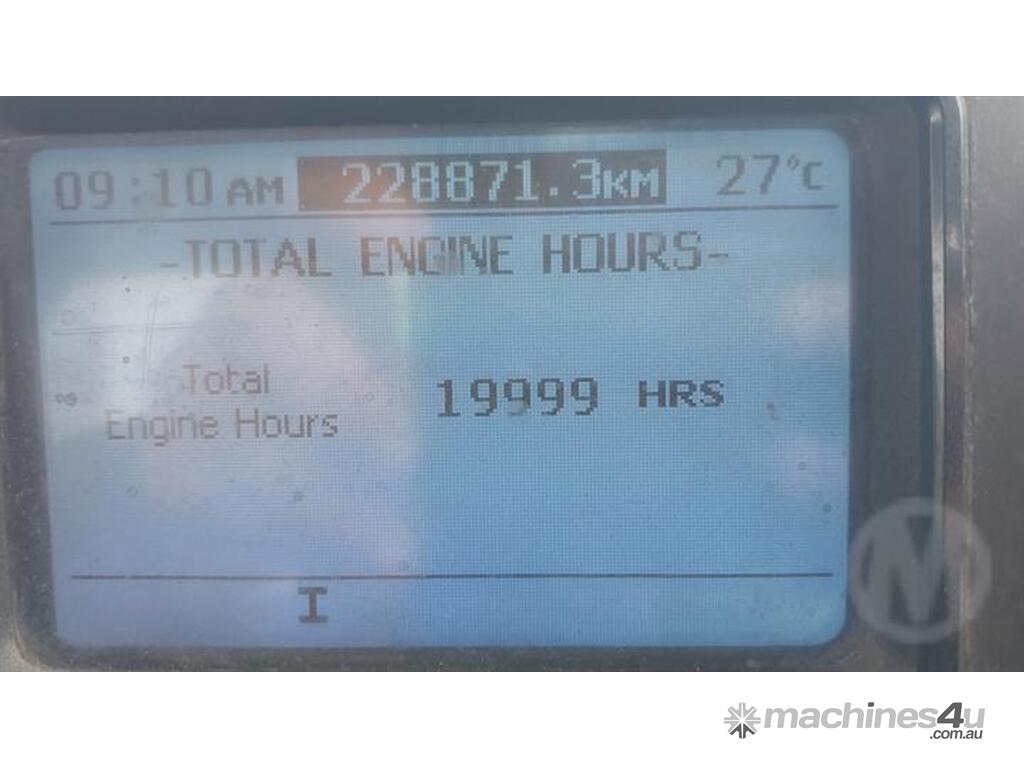 09:10 AM 228871.3KM 27°C
-TOTAL ENGINE HOURS-
Total
Engine Hours
19999 HRS
I
M
machines4u
.com.au